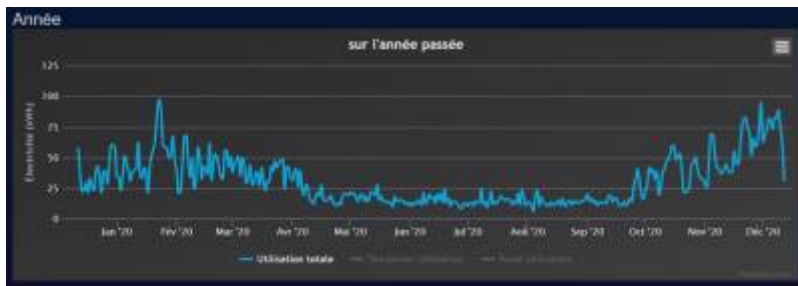 Année
sur l'année passée
125
100
75
50
25
0
Électricité (kWh)
Jan '20 Fév '20 Mar '20 Avr '20 Mai '20 Jun '20 Jul '20 Aoû '20 Sep '20 Oct '20 Nov '20 Déc '20
Utilisation totale